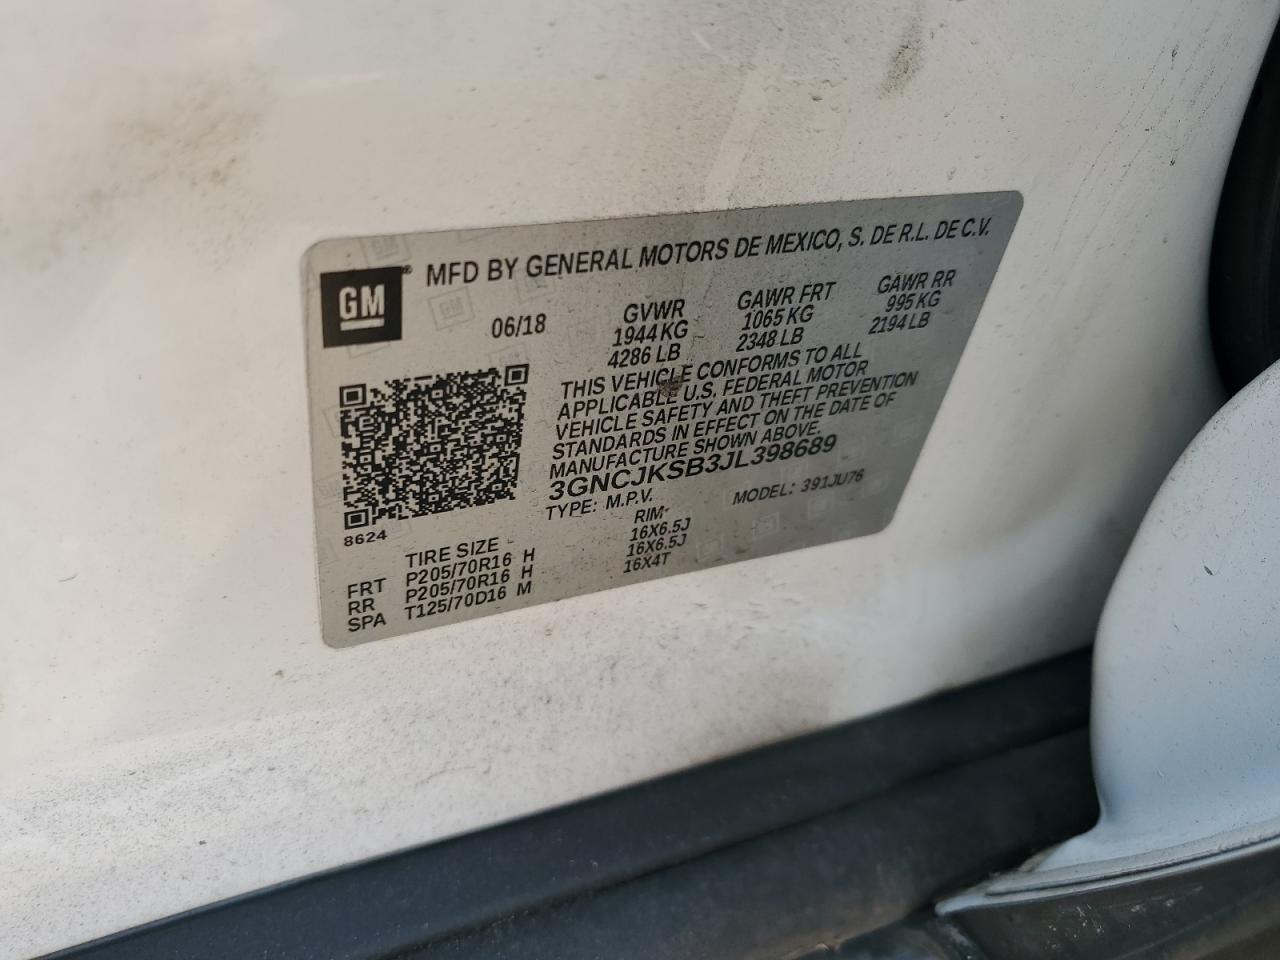 GM
MFD BY GENERAL MOTORS DE MEXICO, S. DE R.L. DE C.V.
06/18
GVWR GAWR FRT GAWR RR
1944 KG 1065 KG 995 KG
4286 LB 2348 LB 2194 LB
THIS VEHICLE CONFORMS TO ALL
APPLICABLE U.S. FEDERAL MOTOR
VEHICLE SAFETY AND THEFT PREVENTION
STANDARDS IN EFFECT ON THE DATE OF
MANUFACTURE SHOWN ABOVE.
3GNCJKSB3JL398689
TYPE: M.P.V. MODEL: 391JU76
8624
TIRE SIZE RIM
FRT P205/70R16 H 16X6.5J
RR P205/70R16 H 16X6.5J
SPA T125/70D16 M 16X4T